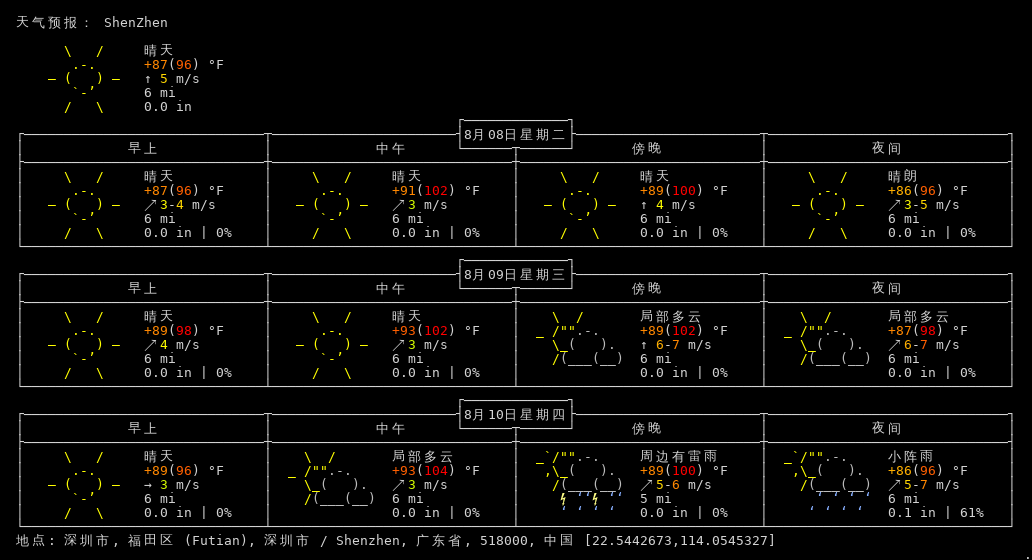 天气预报： ShenZhen
晴天
+87(96) °F
↑ 5 m/s
6 mi
0.0 in
8月08日星期二
早上 中午 傍晚 夜间
晴天 晴天 晴天 晴朗
+87(96) °F +91(102) °F +89(100) °F +86(96) °F
↗3-4 m/s ↗3 m/s ↑ 4 m/s ↗3-5 m/s
6 mi 6 mi 6 mi 6 mi
0.0 in | 0% 0.0 in | 0% 0.0 in | 0% 0.0 in | 0%
8月09日星期三
早上 中午 傍晚 夜间
晴天 晴天 局部多云 局部多云
+89(98) °F +93(102) °F +89(102) °F +87(98) °F
↗4 m/s ↗3 m/s ↑ 6-7 m/s ↗6-7 m/s
6 mi 6 mi 6 mi 6 mi
0.0 in | 0% 0.0 in | 0% 0.0 in | 0% 0.0 in | 0%
8月10日星期四
早上 中午 傍晚 夜间
晴天 局部多云 周边有雷雨 小阵雨
+89(96) °F +93(104) °F +89(100) °F +86(96) °F
→ 3 m/s ↗3 m/s ↗5-6 m/s ↗5-7 m/s
6 mi 6 mi 5 mi 6 mi
0.0 in | 0% 0.0 in | 0% 0.0 in | 0% 0.1 in | 61%
地点: 深圳市, 福田区 (Futian), 深圳市 / Shenzhen, 广东省, 518000, 中国 [22.5442673,114.0545327]